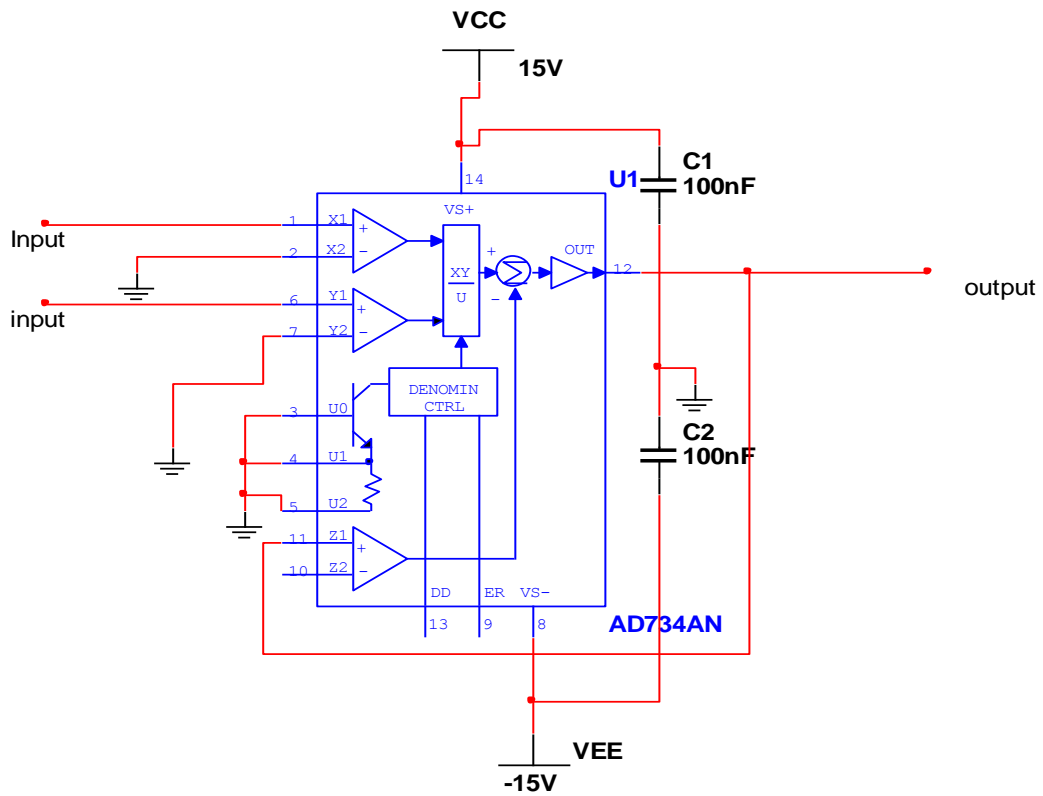 VCC
15V
C1
100nF
U1
14
VS+
Input
1
X1
+
2
X2
-
XY
U
+
Σ
-
OUT
12
output
input
6
Y1
+
7
Y2
-
DENOMIN
CTRL
3
U0
4
U1
5
U2
C2
100nF
11
Z1
+
10
Z2
-
DD
ER
VS-
13
9
8
AD734AN
VEE
-15V